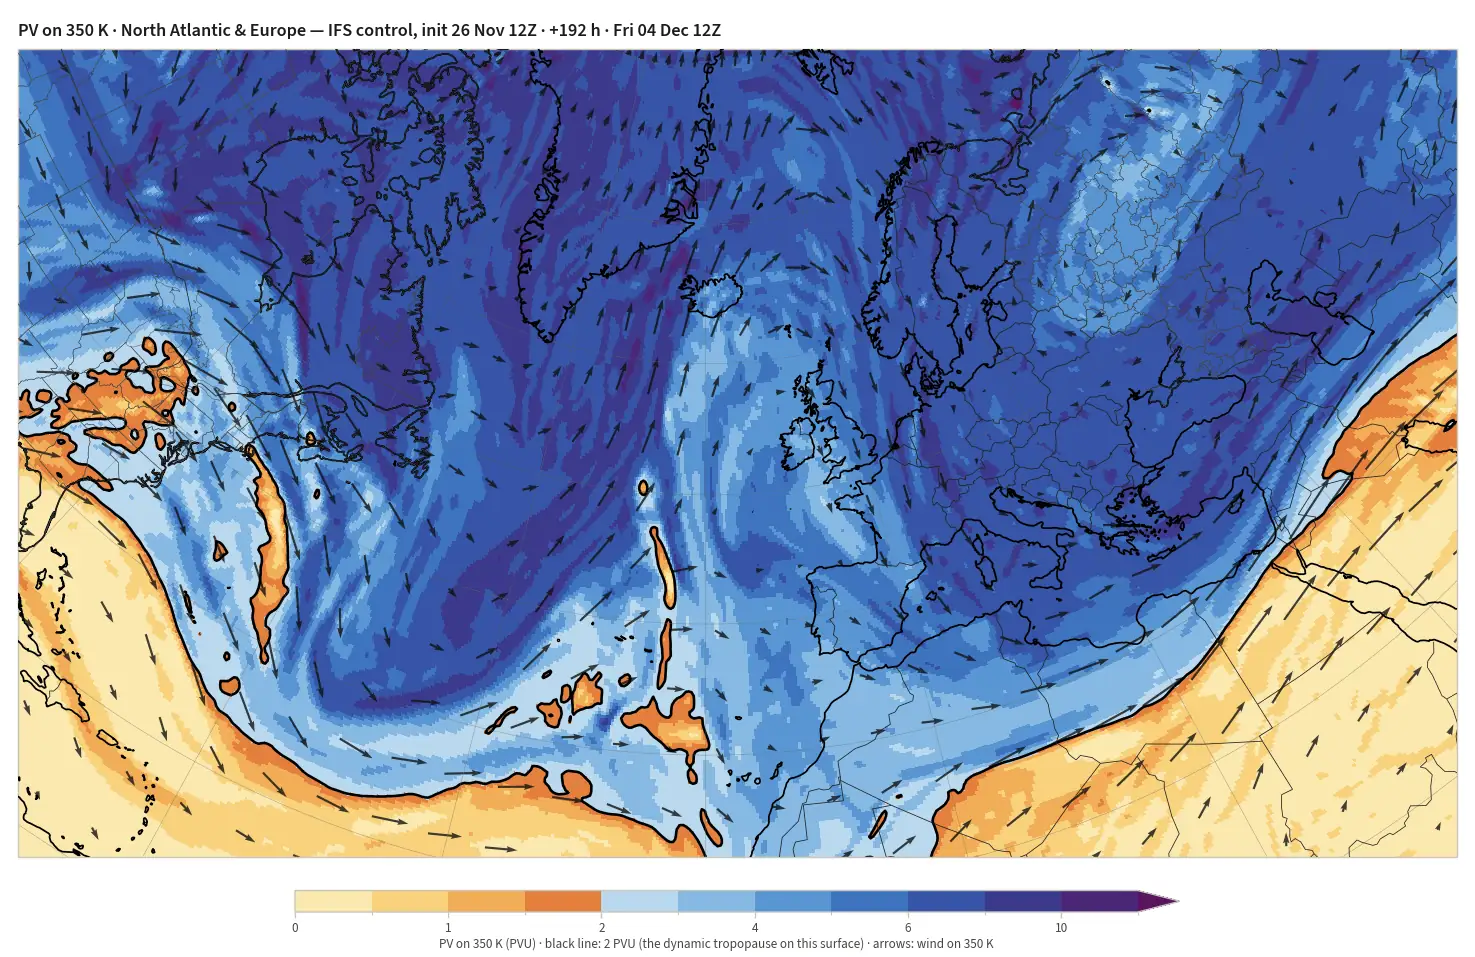 PV on 350 K · North Atlantic & Europe — IFS control, init 26 Nov 12Z · +192 h · Fri 04 Dec 12Z
0 1 2 4 6 10
PV on 350 K (PVU) · black line: 2 PVU (the dynamic tropopause on this surface) · arrows: wind on 350 K